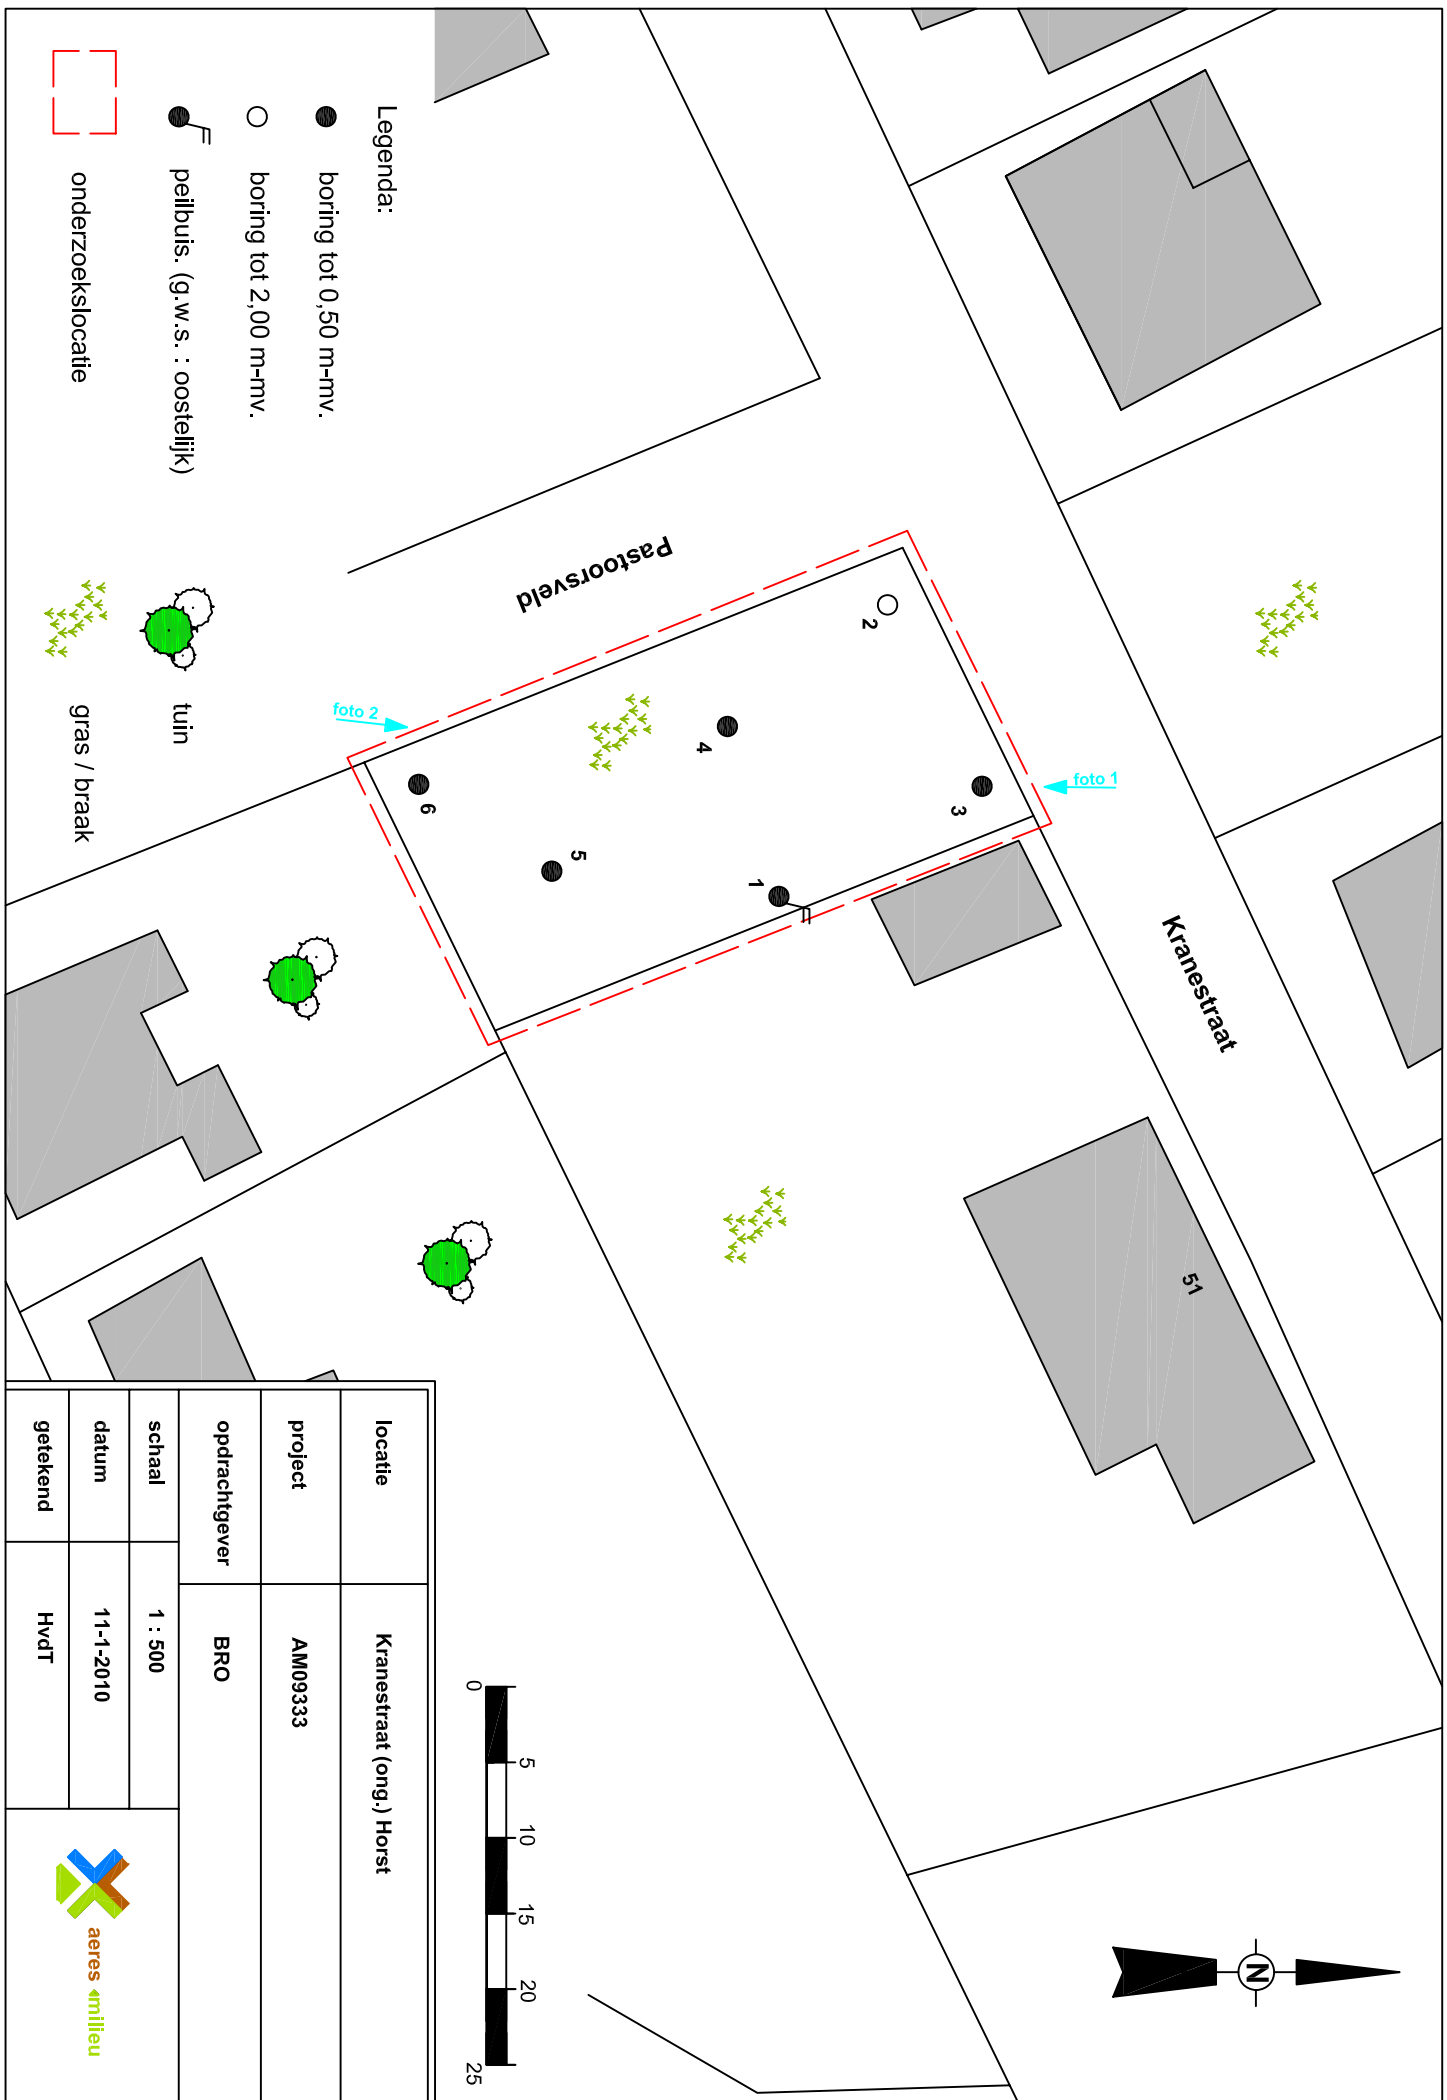 Kranestraat
51
foto 1
3
2
1
4
Pastoorsveld
5
6
foto 2
Legenda:
boring tot 0,50 m-mv.
boring tot 2,00 m-mv.
peilbuis. (g.w.s. : oostelijk)
onderzoekslocatie
tuin
gras / braak
N
0 5 10 15 20 25
locatie Kranestraat (ong.) Horst
project AM09333
opdrachtgever BRO
schaal 1 : 500
datum 11-1-2010
getekend HvdT
aeres milieu